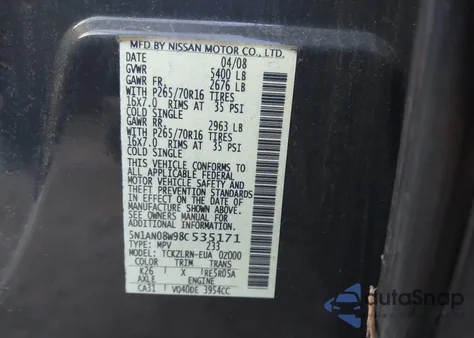 MFD BY NISSAN MOTOR CO., LTD.
DATE 04/08
GVWR 5400 LB
GAWR FR. 2676 LB
WITH P265/70R16 TIRES
16X7.0 RIMS AT 35 PSI
COLD SINGLE
GAWR RR. 2963 LB
WITH P265/70R16 TIRES
16X7.0 RIMS AT 35 PSI
COLD SINGLE
THIS VEHICLE CONFORMS TO
ALL APPLICABLE FEDERAL
MOTOR VEHICLE SAFETY AND
THEFT PREVENTION
STANDARDS IN EFFECT ON
THE DATE OF MANUFACTURE
SHOWN ABOVE.
SEE OWNER'S MANUAL FOR
ADDITIONAL INFORMATION
5N1AN08W98C535171
TYPE MPV 233
MODEL TCKZLRN-EUA 02000
COLOR TRIM TRANS
K26 X RE5R05A
AXLE ENGINE
CA31 VQ40DE 3954CC
AutoSnap